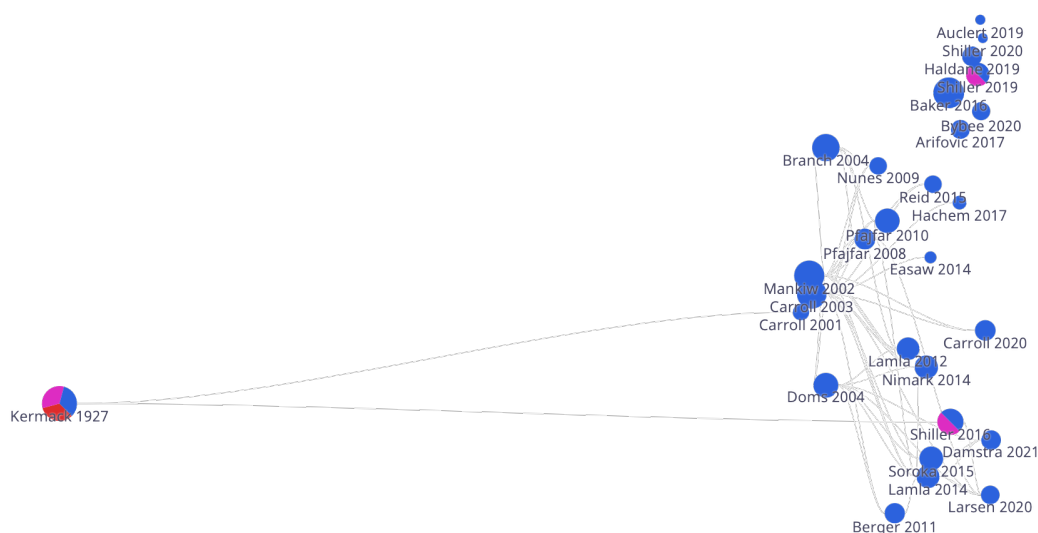 Auclert 2019
Shiller 2020
Haldane 2019
Shiller 2019
Baker 2016
Bybee 2020
Arifovic 2017
Branch 2004
Nunes 2009
Reid 2015
Hachem 2017
Pfajfar 2010
Pfajfar 2008
Easaw 2014
Mankiw 2002
Carroll 2003
Carroll 2001
Carroll 2020
Lamla 2012
Nimark 2014
Doms 2004
Kermack 1927
Shiller 2016
Damstra 2021
Soroka 2015
Lamla 2014
Larsen 2020
Berger 2011